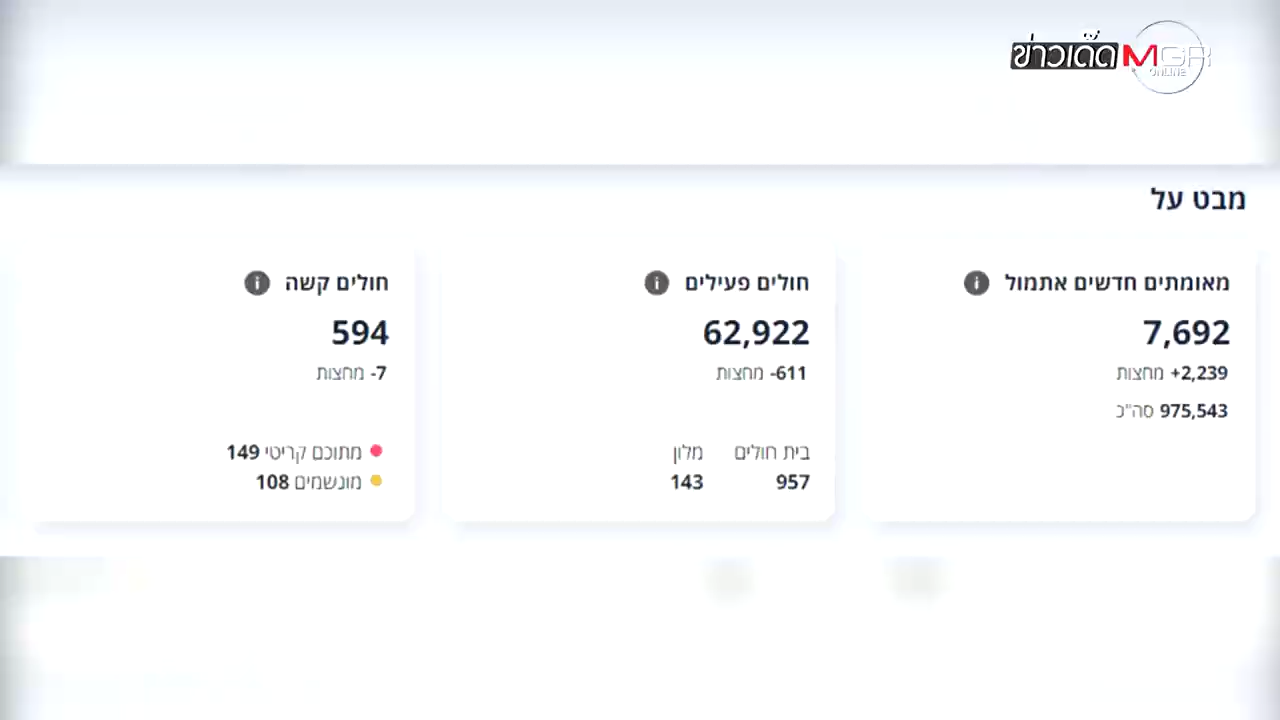 ข่าวเด็ด MGR
ONLINE
מבט על
מאומתים חדשים אתמול
7,692
+2,239 מחצות
975,543 סה"כ
חולים פעילים
62,922
-611 מחצות
בית חולים
957
מלון
143
חולים קשה
594
-7 מחצות
מתוכם קריטי 149
מונשמים 108